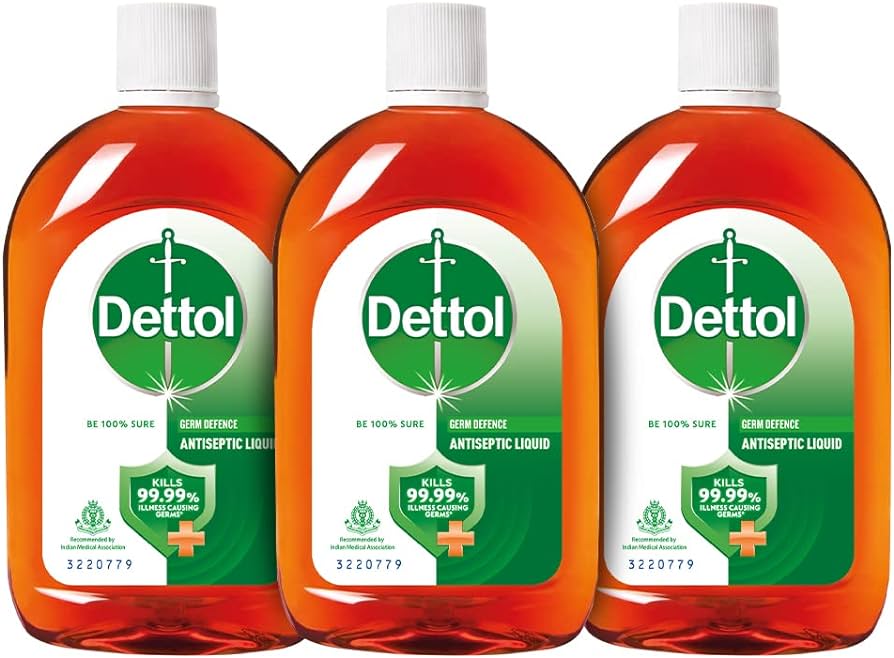 Dettol
BE 100% SURE
GERM DEFENCE
ANTISEPTIC LIQUID
KILLS
99.99%
ILLNESS CAUSING
GERMS*
Recommended by
Indian Medical Association
3220779
Dettol
BE 100% SURE
GERM DEFENCE
ANTISEPTIC LIQUID
KILLS
99.99%
ILLNESS CAUSING
GERMS*
Recommended by
Indian Medical Association
3220779
Dettol
BE 100% SURE
GERM DEFENCE
ANTISEPTIC LIQUID
KILLS
99.99%
ILLNESS CAUSING
GERMS*
Recommended by
Indian Medical Association
3220779